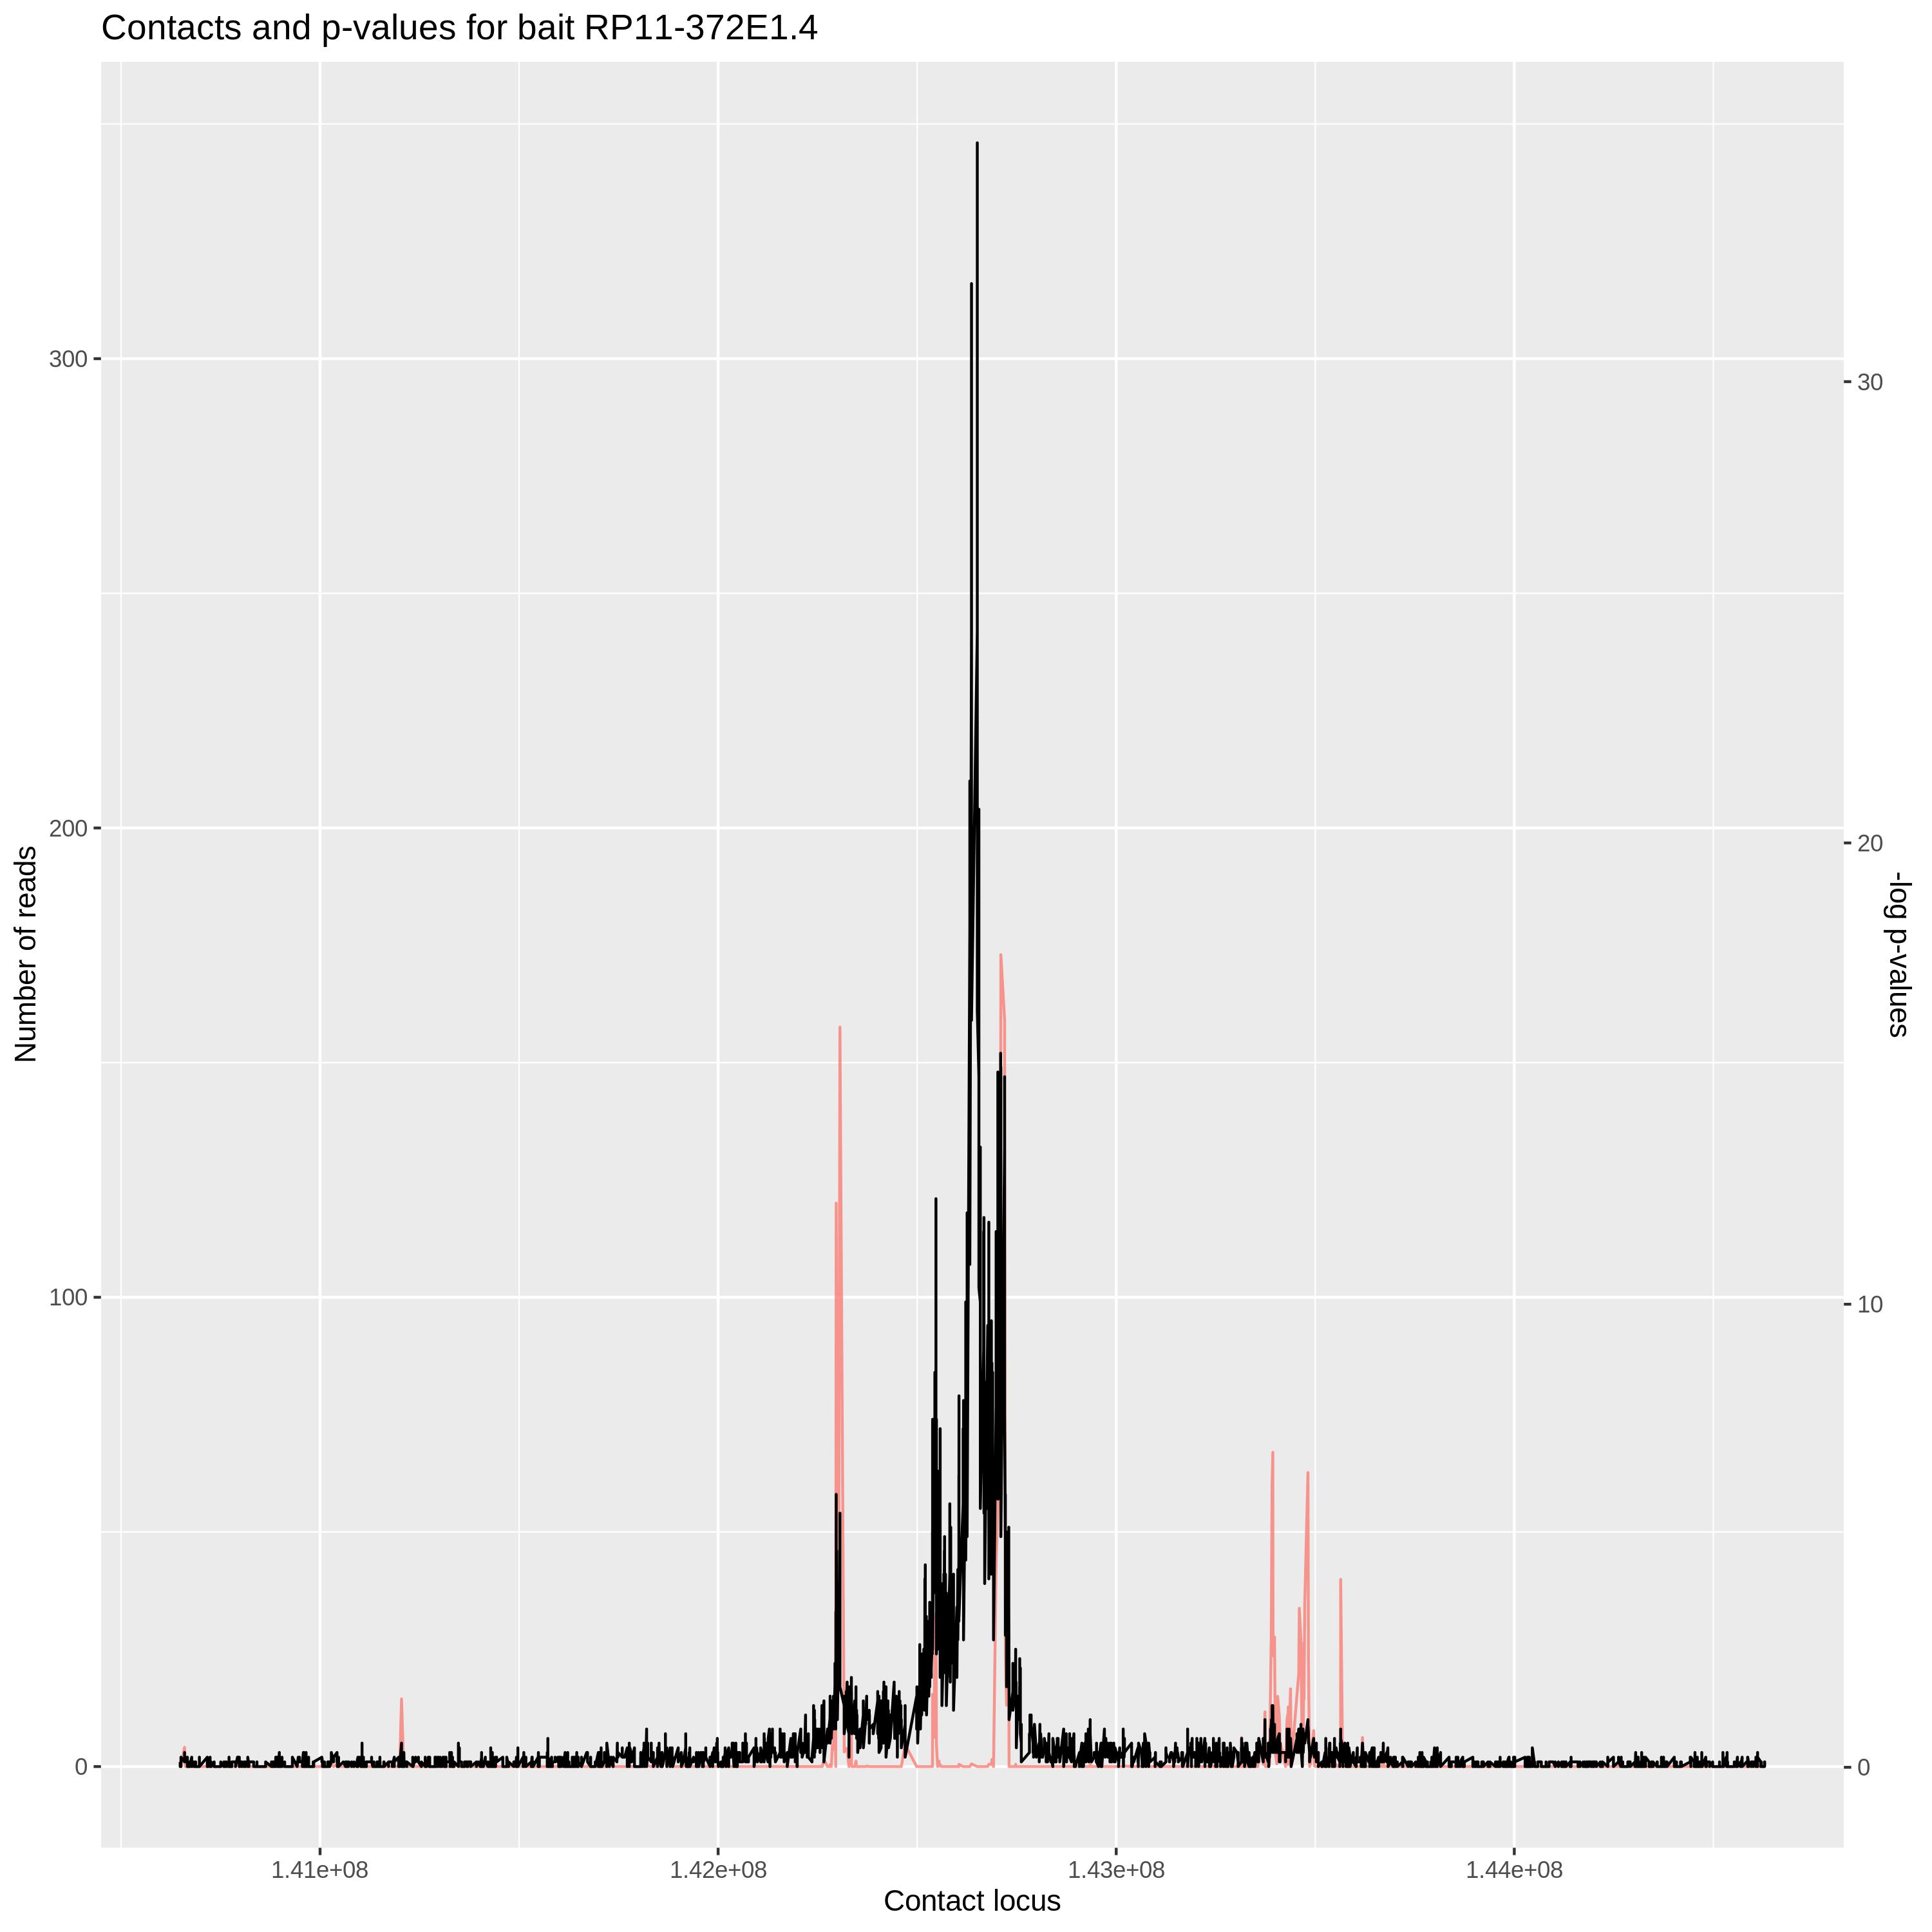 Contacts and p-values for bait RP11-372E1.4
300
200
100
0
30
20
10
0
Number of reads
-log p-values
1.41e+08
1.42e+08
1.43e+08
1.44e+08
Contact locus